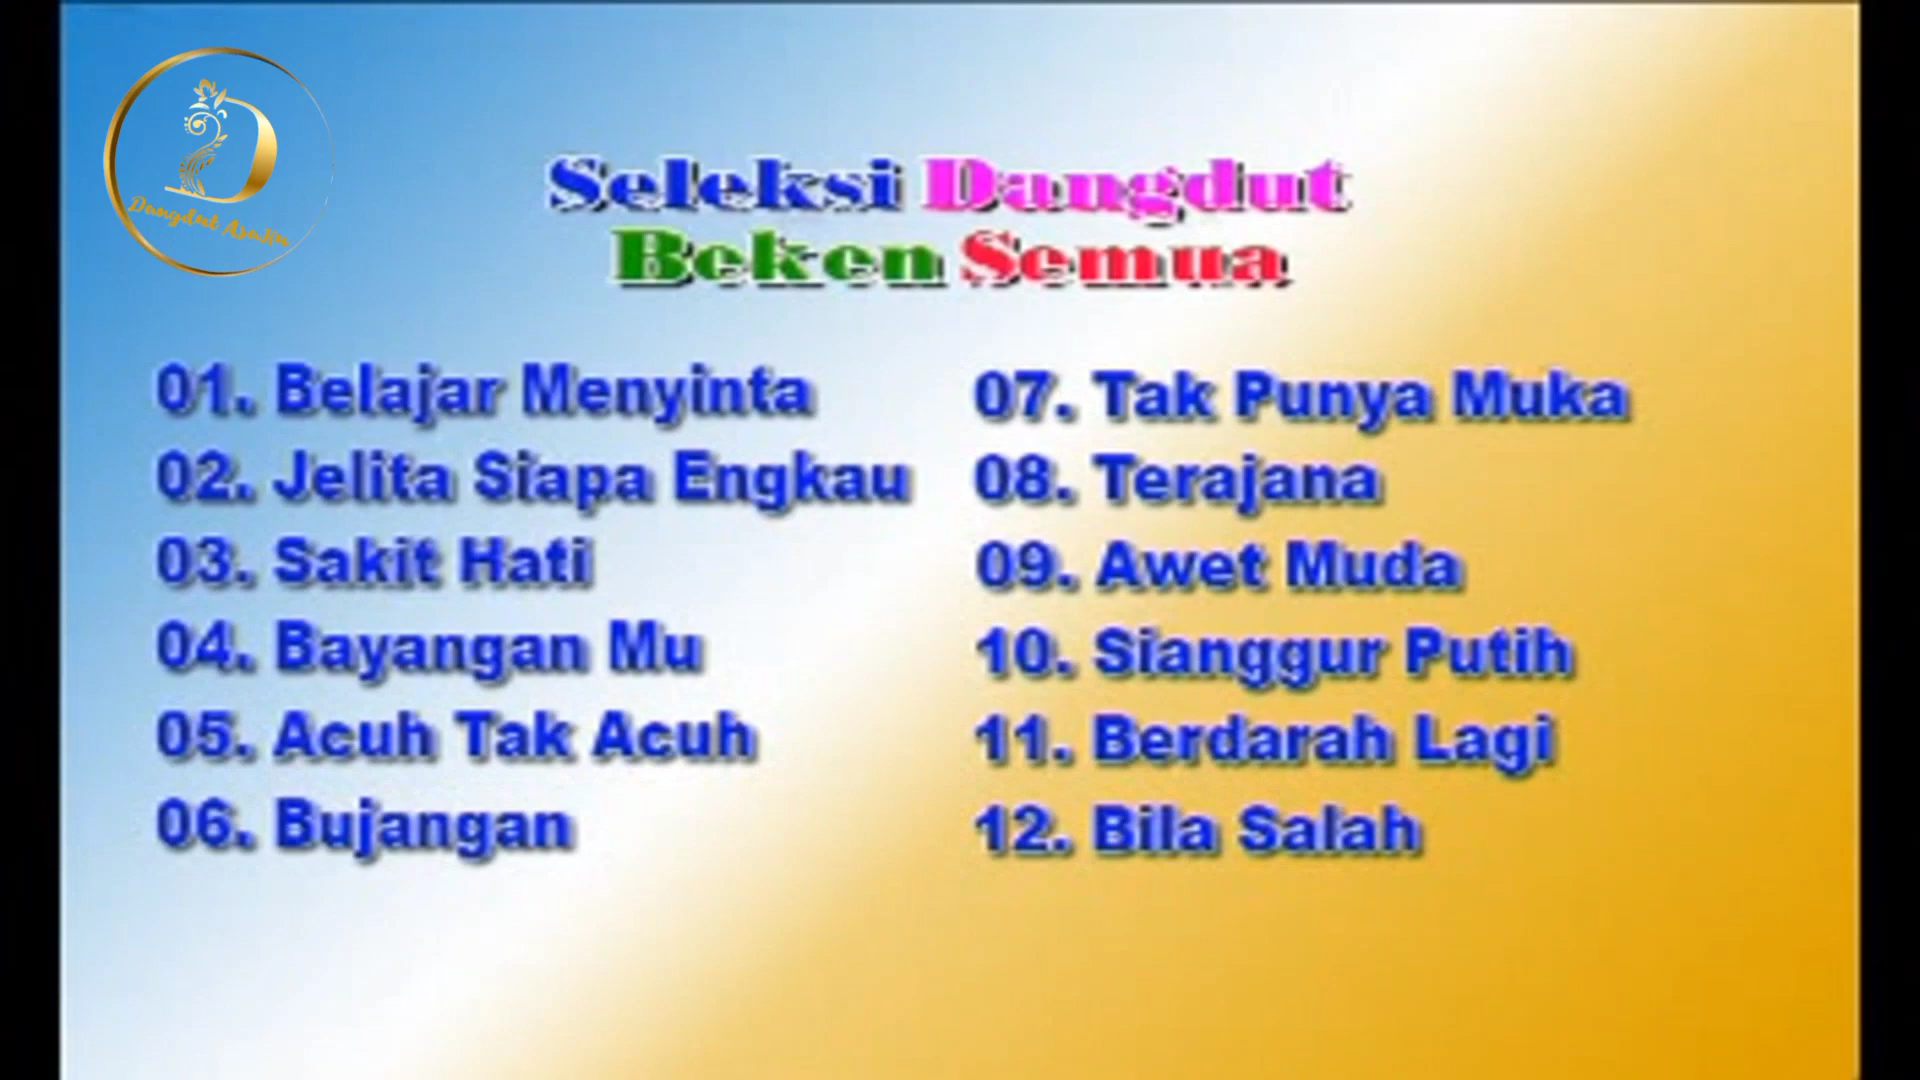 Dangdut Asaku
Seleksi Dangdut
Beken Semua
01. Belajar Menyinta
02. Jelita Siapa Engkau
03. Sakit Hati
04. Bayangan Mu
05. Acuh Tak Acuh
06. Bujangan
07. Tak Punya Muka
08. Terajana
09. Awet Muda
10. Sianggur Putih
11. Berdarah Lagi
12. Bila Salah